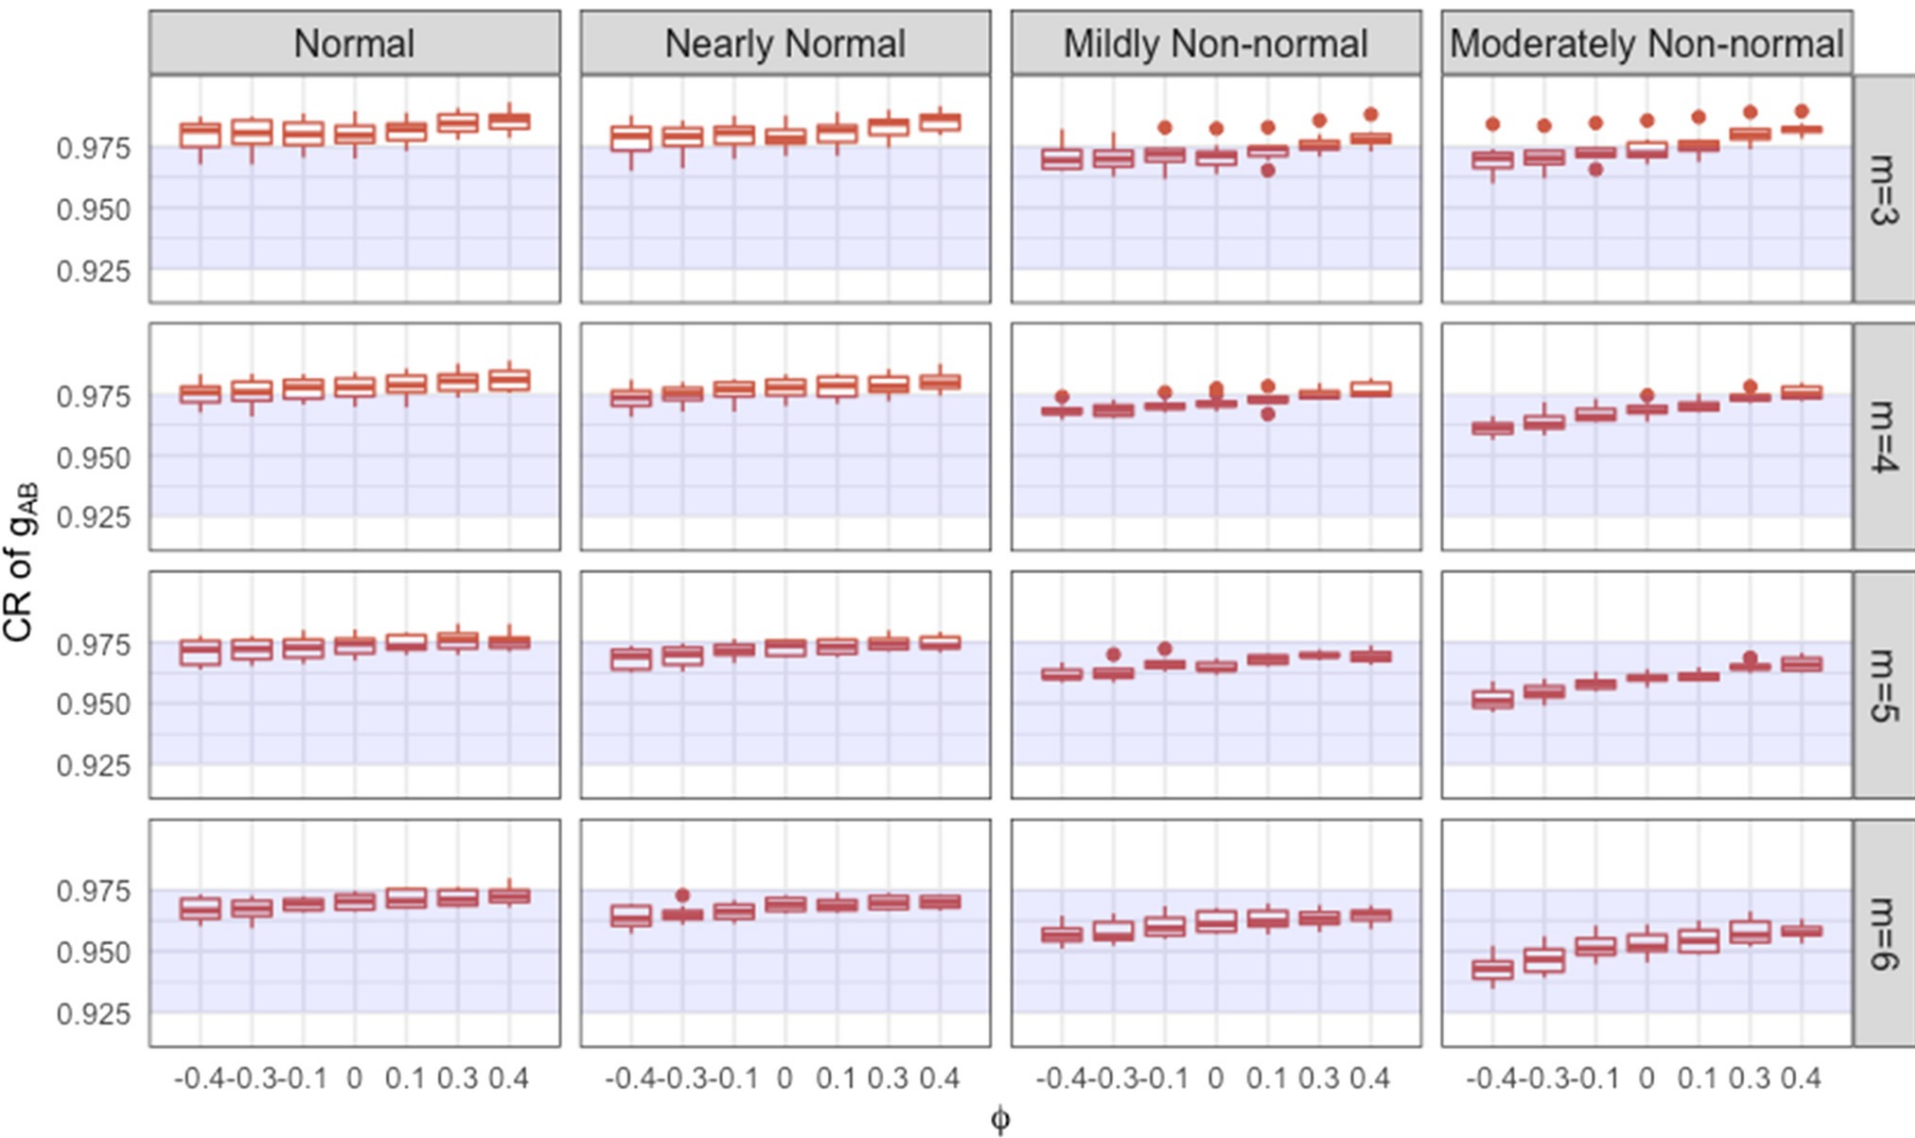 Normal Nearly Normal Mildly Non-normal Moderately Non-normal
0.975
0.950
0.925
m=3
0.975
0.950
0.925
m=4
0.975
0.950
0.925
m=5
0.975
0.950
0.925
m=6
CR of gAB
-0.4 -0.3 -0.1 0 0.1 0.3 0.4 -0.4 -0.3 -0.1 0 0.1 0.3 0.4 -0.4 -0.3 -0.1 0 0.1 0.3 0.4 -0.4 -0.3 -0.1 0 0.1 0.3 0.4
ϕ